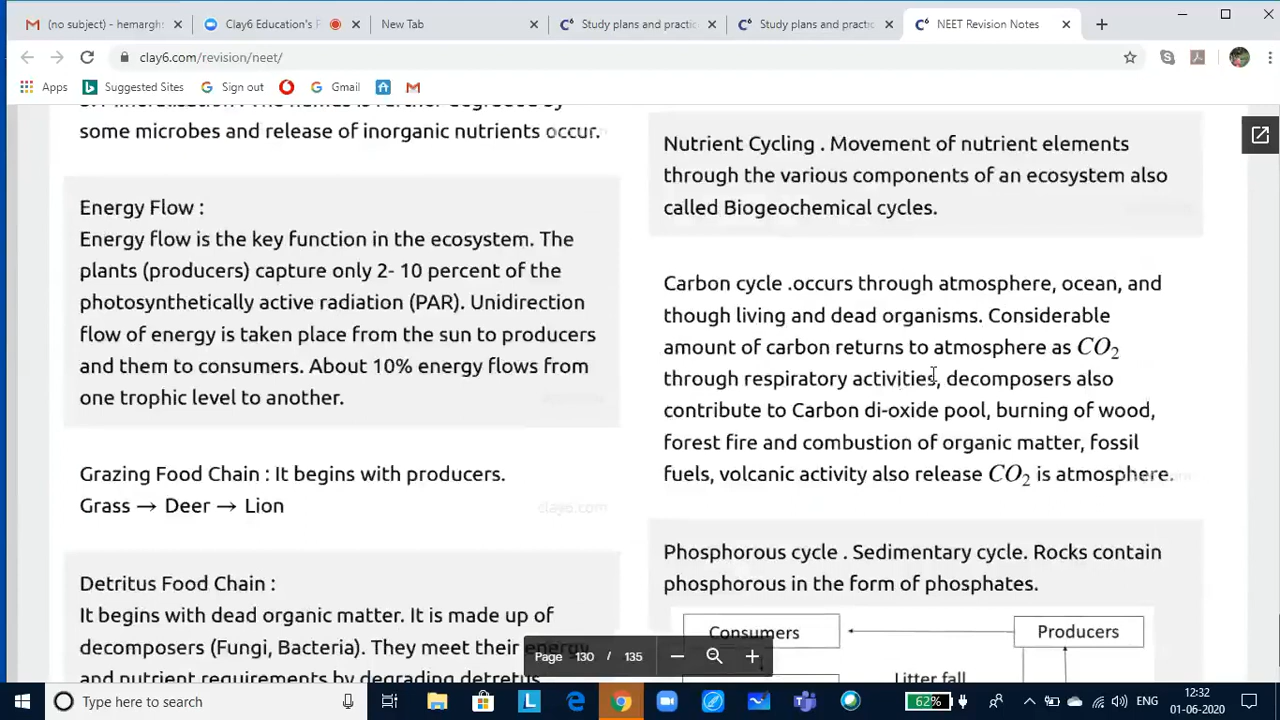 (no subject) - hemargh
Clay6 Education's P
New Tab
Study plans and practic
Study plans and practic
NEET Revision Notes
clay6.com/revision/neet/
Apps
Suggested Sites
Sign out
Gmail
some microbes and release of inorganic nutrients occur.
Energy Flow :
Energy flow is the key function in the ecosystem. The
plants (producers) capture only 2- 10 percent of the
photosynthetically active radiation (PAR). Unidirection
flow of energy is taken place from the sun to producers
and them to consumers. About 10% energy flows from
one trophic level to another.
Grazing Food Chain : It begins with producers.
Grass → Deer → Lion
clay6.com
Detritus Food Chain :
It begins with dead organic matter. It is made up of
decomposers (Fungi, Bacteria). They meet their energy
and nutrient requirements by degrading detretus
Nutrient Cycling . Movement of nutrient elements
through the various components of an ecosystem also
called Biogeochemical cycles.
Carbon cycle .occurs through atmosphere, ocean, and
though living and dead organisms. Considerable
amount of carbon returns to atmosphere as CO2
through respiratory activities, decomposers also
contribute to Carbon di-oxide pool, burning of wood,
forest fire and combustion of organic matter, fossil
fuels, volcanic activity also release CO2 is atmosphere.
Phosphorous cycle . Sedimentary cycle. Rocks contain
phosphorous in the form of phosphates.
Consumers
Producers
Litter fall
Page 130 / 135
Type here to search
62%
ENG
12:32
01-06-2020